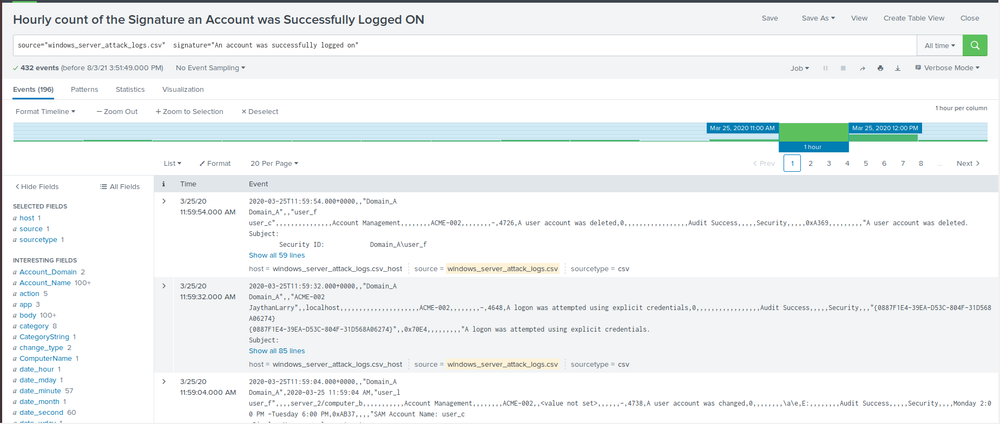 Hourly count of the Signature an Account was Successfully Logged ON
Save Save As View Create Table View Close
source="windows_server_attack_logs.csv"  signature="An account was successfully logged on"
All time
432 events (before 8/3/21 3:51:49.000 PM) No Event Sampling
Job Verbose Mode
Events (196) Patterns Statistics Visualization
Format Timeline − Zoom Out + Zoom to Selection × Deselect
1 hour per column
Mar 25, 2020 11:00 AM Mar 25, 2020 12:00 PM
1 hour
List Format 20 Per Page
< Prev 1 2 3 4 5 6 7 8 ... Next >
< Hide Fields All Fields
SELECTED FIELDS
a host 1
a source 1
a sourcetype 1
INTERESTING FIELDS
a Account_Domain 2
a Account_Name 100+
a action 5
a app 3
a body 100+
a category 8
a CategoryString 1
a change_type 2
a ComputerName 1
a date_hour 1
a date_mday 1
a date_minute 57
a date_month 1
a date_second 60
a date_wday 1
i Time Event
> 3/25/20
11:59:54.000 AM
2020-03-25T11:59:54.000+0000,,"Domain_A
Domain_A",,"user_f
user_c",,,,,,,,,,,,,,,Account Management,,,,,,,,ACME-002,,,,,,,,-,4726,A user account was deleted,0,,,,,,,,,,,,,,,,,Audit Success,,,,,Security,,,,,0xA369,,,,,,,,,"A user account was deleted.
Subject:
Security ID: Domain_A\user_f
Show all 59 lines
host = windows_server_attack_logs.csv_host source = windows_server_attack_logs.csv sourcetype = csv
> 3/25/20
11:59:32.000 AM
2020-03-25T11:59:32.000+0000,,"Domain_A
Domain_A",,"ACME-002
JaythanLarry",,localhost,,,,,,,,,,,,,,,,,,,,,ACME-002,,,,,,,,-,4648,A logon was attempted using explicit credentials,0,,,,,,,,,,,,,,,,,Audit Success,,,,,Security,,,"{0887F1E4-39EA-D53C-804F-31D568
A06274}
{0887F1E4-39EA-D53C-804F-31D568A06274}",,0x70E4,,,,,,,,,"A logon was attempted using explicit credentials.
Subject:
Show all 85 lines
host = windows_server_attack_logs.csv_host source = windows_server_attack_logs.csv sourcetype = csv
> 3/25/20
11:59:04.000 AM
2020-03-25T11:59:04.000+0000,,"Domain_A
Domain_A",2020-03-25 11:59:04 AM,"user_l
user_f",,,,server_2/computer_b,,,,,,,,,,,Account Management,,,,,,,,ACME-002,,<value not set>,,,,,,-,4738,A user account was changed,0,,,,,,,,\a\e,E:,,,,,,,,Audit Success,,,,,Security,,,,Monday 2:0
0 PM -Tuesday 6:00 PM,0xAB37,,,,"SAM Account Name: user_c